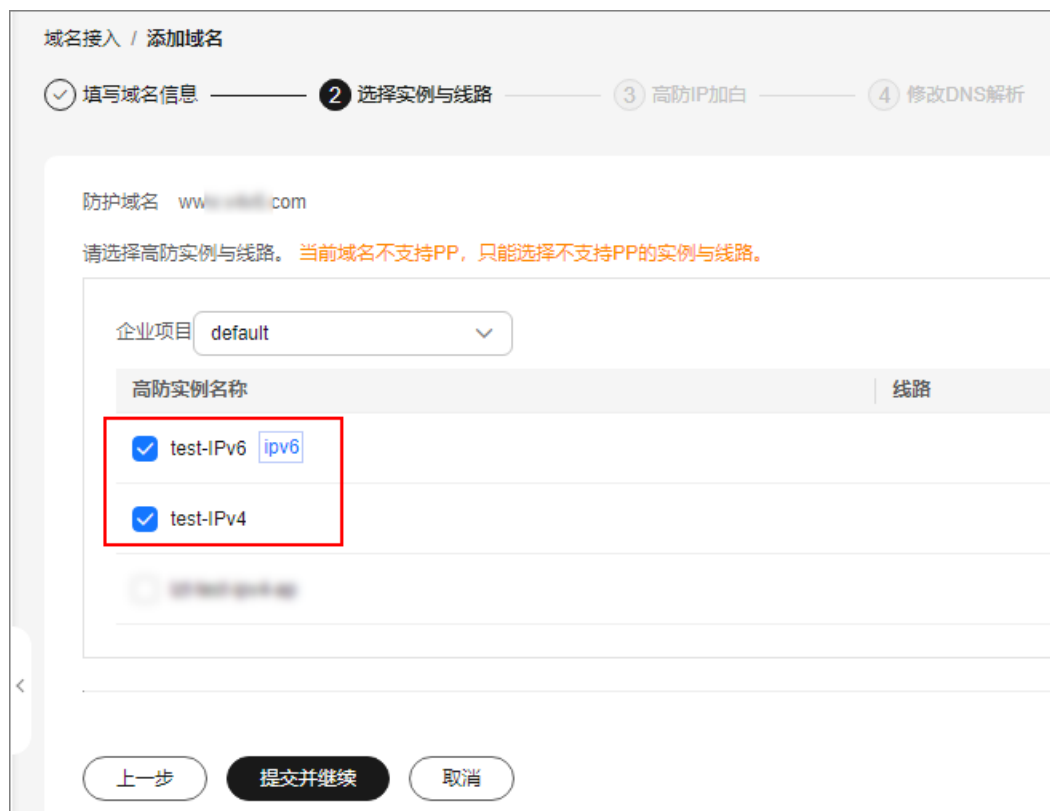 域名接入 / 添加域名
填写域名信息 2 选择实例与线路 3 高防IP加白 4 修改DNS解析
防护域名 ww com
请选择高防实例与线路。 当前域名不支持PP，只能选择不支持PP的实例与线路。
企业项目 default
高防实例名称 线路
test-IPv6 ipv6
test-IPv4
上一步 提交并继续 取消